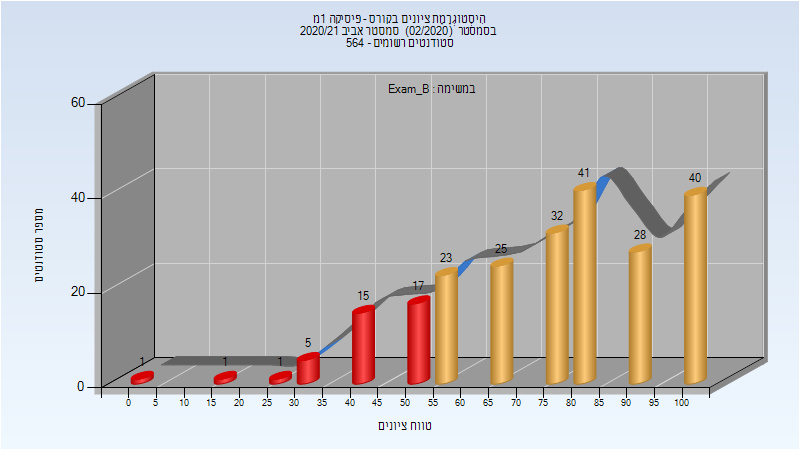 היסטוגרמת ציונים בקורס - פיסיקה 1מ
בסמסטר (02/2020) סמסטר אביב 2020/21
סטודנטים רשומים - 564
במשימה : Exam_B
מספר סטודנטים
60
40
20
0
1
1
1
5
15
17
23
25
32
41
28
40
0 5 10 15 20 25 30 35 40 45 50 55 60 65 70 75 80 85 90 95 100
טווח ציונים